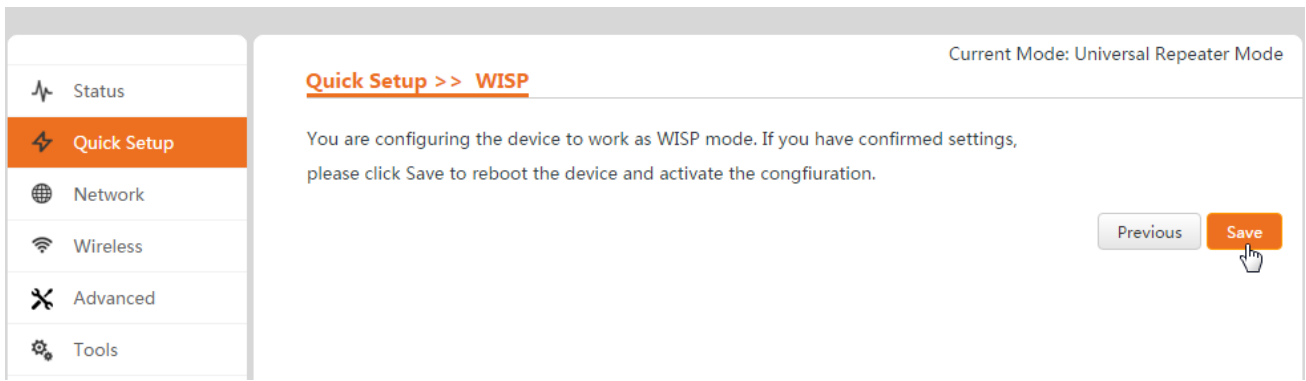 Current Mode: Universal Repeater Mode
Quick Setup >> WISP
Status
Quick Setup
Network
Wireless
Advanced
Tools
You are configuring the device to work as WISP mode. If you have confirmed settings,
please click Save to reboot the device and activate the congfiuration.
Previous
Save